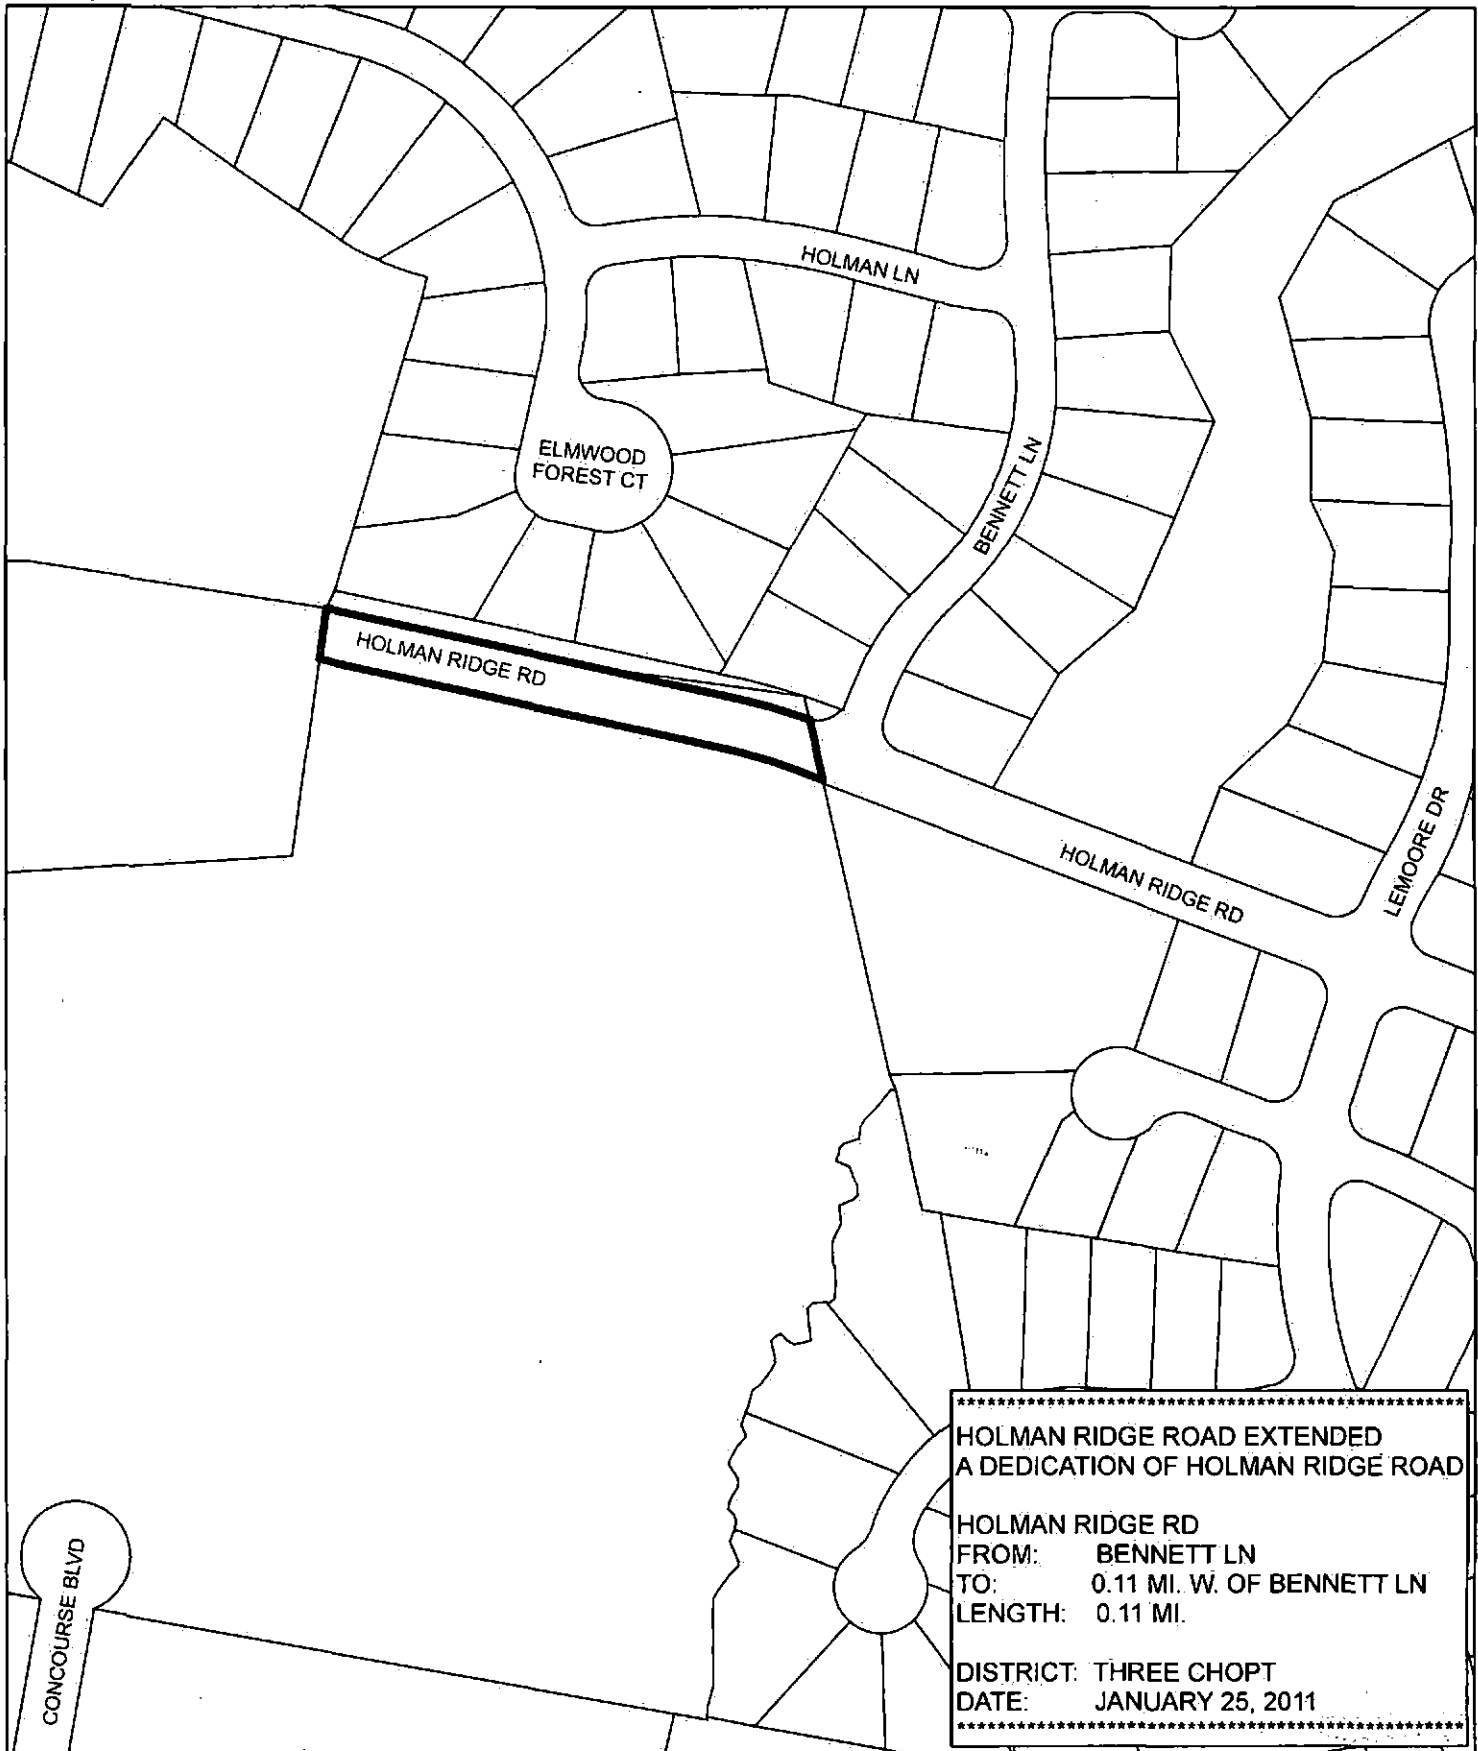 HOLMAN LN
ELMWOOD
FOREST CT
BENNETT LN
HOLMAN RIDGE RD
LEMOORE DR
HOLMAN RIDGE RD
CONCOURSE BLVD
HOLMAN RIDGE ROAD EXTENDED
A DEDICATION OF HOLMAN RIDGE ROAD
HOLMAN RIDGE RD
FROM: BENNETT LN
TO: 0.11 MI. W. OF BENNETT LN
LENGTH: 0.11 MI.
DISTRICT: THREE CHOPT
DATE: JANUARY 25, 2011